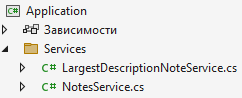 Application
Зависимости
Services
LargestDescriptionNoteService.cs
NotesService.cs